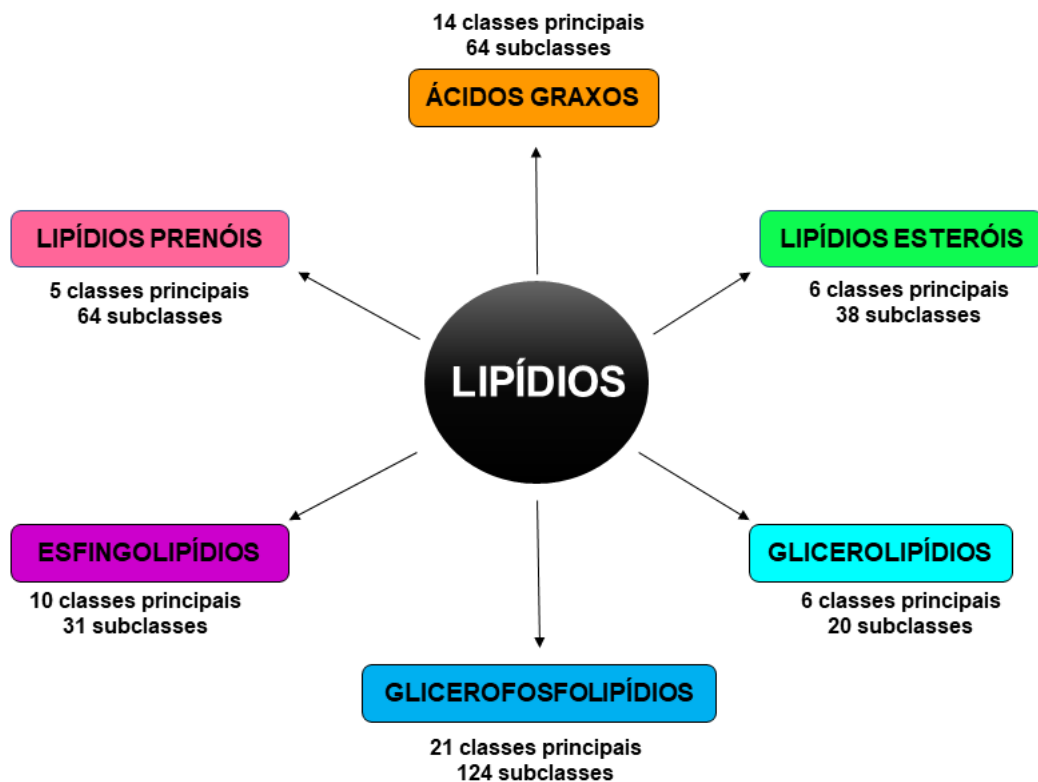 14 classes principais
64 subclasses
ÁCIDOS GRAXOS
LIPÍDIOS PRENÓIS
5 classes principais
64 subclasses
LIPÍDIOS ESTERÓIS
6 classes principais
38 subclasses
LIPÍDIOS
ESFINGOLIPÍDIOS
10 classes principais
31 subclasses
GLICEROLIPÍDIOS
6 classes principais
20 subclasses
GLICEROFOSFOLIPÍDIOS
21 classes principais
124 subclasses